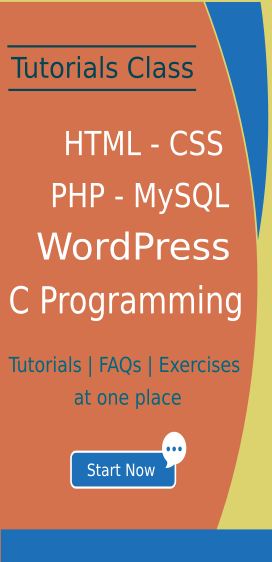 Tutorials Class
HTML - CSS
PHP - MySQL
WordPress
C Programming
Tutorials | FAQs | Exercises
at one place
Start Now